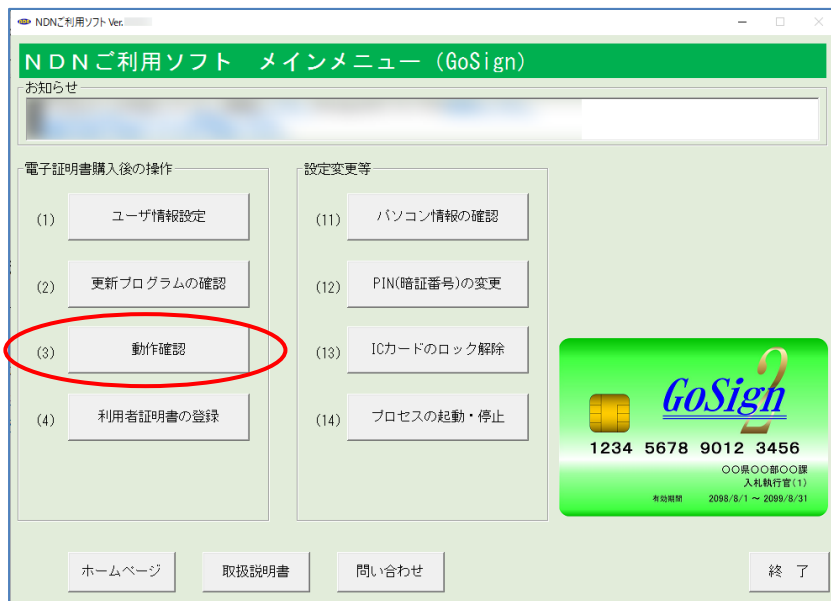 NDNご利用ソフト Ver.
NDNご利用ソフト　メインメニュー (GoSign)
お知らせ
電子証明書購入後の操作
(1) ユーザ情報設定
(2) 更新プログラムの確認
(3) 動作確認
(4) 利用者証明書の登録
設定変更等
(11) パソコン情報の確認
(12) PIN(暗証番号)の変更
(13) ICカードのロック解除
(14) プロセスの起動・停止
GoSign 2
1234 5678 9012 3456
〇〇県〇〇部〇〇課
入札執行官(1)
有効期間 2098/8/1 ～ 2099/8/31
ホームページ 取扱説明書 問い合わせ 終 了